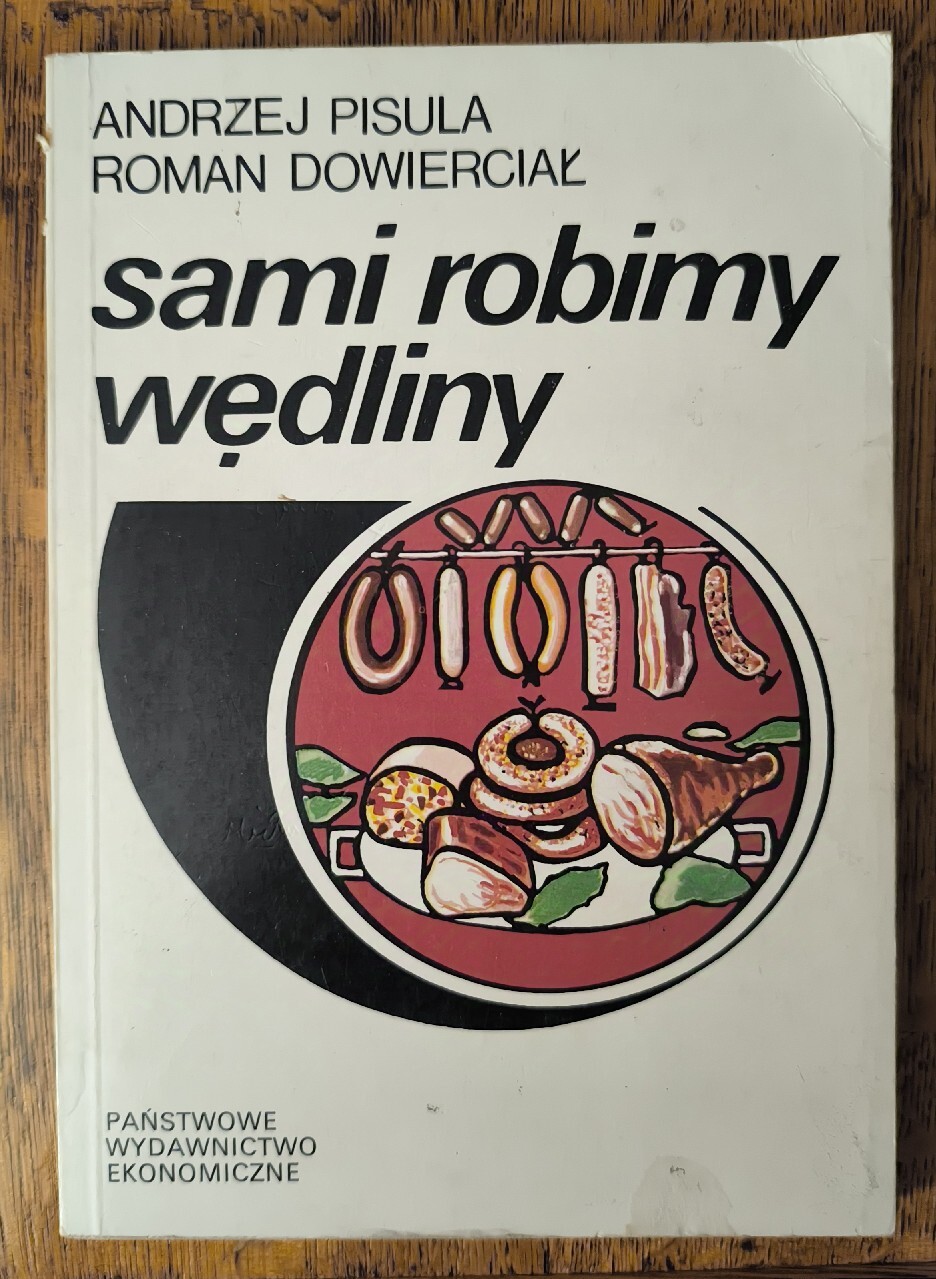 ANDRZEJ PISULA
ROMAN DOWIERCIAŁ
sami robimy
wędliny
PAŃSTWOWE
WYDAWNICTWO
EKONOMICZNE